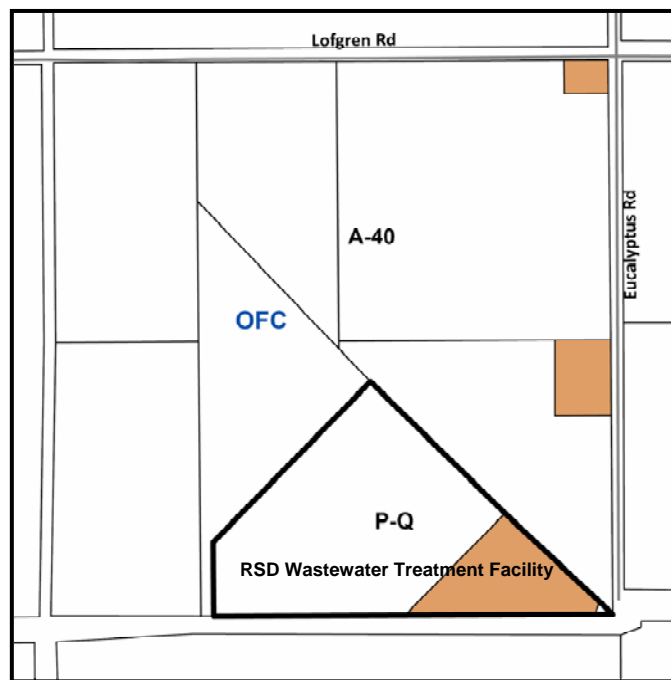 Lofgren Rd
Eucalyptus Rd
A-40
OFC
P-Q
RSD Wastewater Treatment Facility